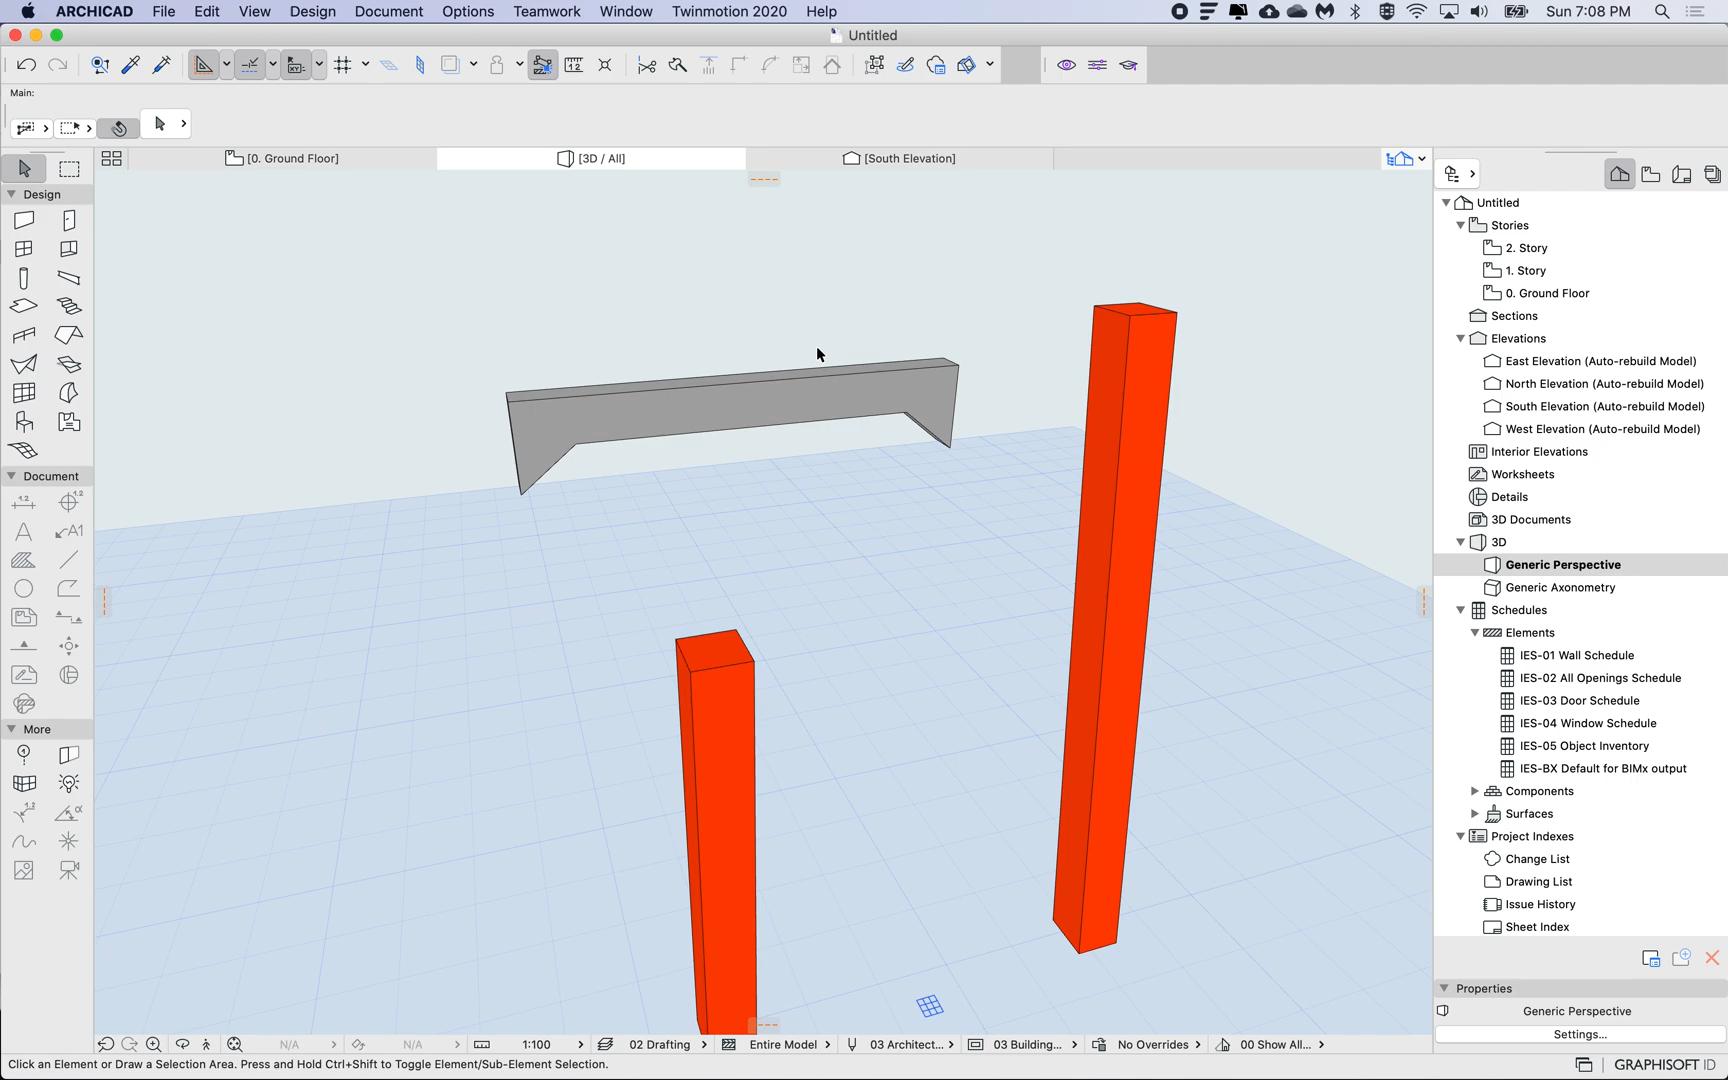 ARCHICAD File Edit View Design Document Options Teamwork Window Twinmotion 2020 Help Sun 7:08 PM
Untitled
Main:
[0. Ground Floor] [3D / All] [South Elevation]
Design
Document
More
Untitled
Stories
2. Story
1. Story
0. Ground Floor
Sections
Elevations
East Elevation (Auto-rebuild Model)
North Elevation (Auto-rebuild Model)
South Elevation (Auto-rebuild Model)
West Elevation (Auto-rebuild Model)
Interior Elevations
Worksheets
Details
3D Documents
3D
Generic Perspective
Generic Axonometry
Schedules
Elements
IES-01 Wall Schedule
IES-02 All Openings Schedule
IES-03 Door Schedule
IES-04 Window Schedule
IES-05 Object Inventory
IES-BX Default for BIMx output
Components
Surfaces
Project Indexes
Change List
Drawing List
Issue History
Sheet Index
Properties
Generic Perspective
Settings...
N/A N/A 1:100 02 Drafting Entire Model 03 Architect... 03 Building... No Overrides 00 Show All...
Click an Element or Draw a Selection Area. Press and Hold Ctrl+Shift to Toggle Element/Sub-Element Selection.
GRAPHISOFT ID